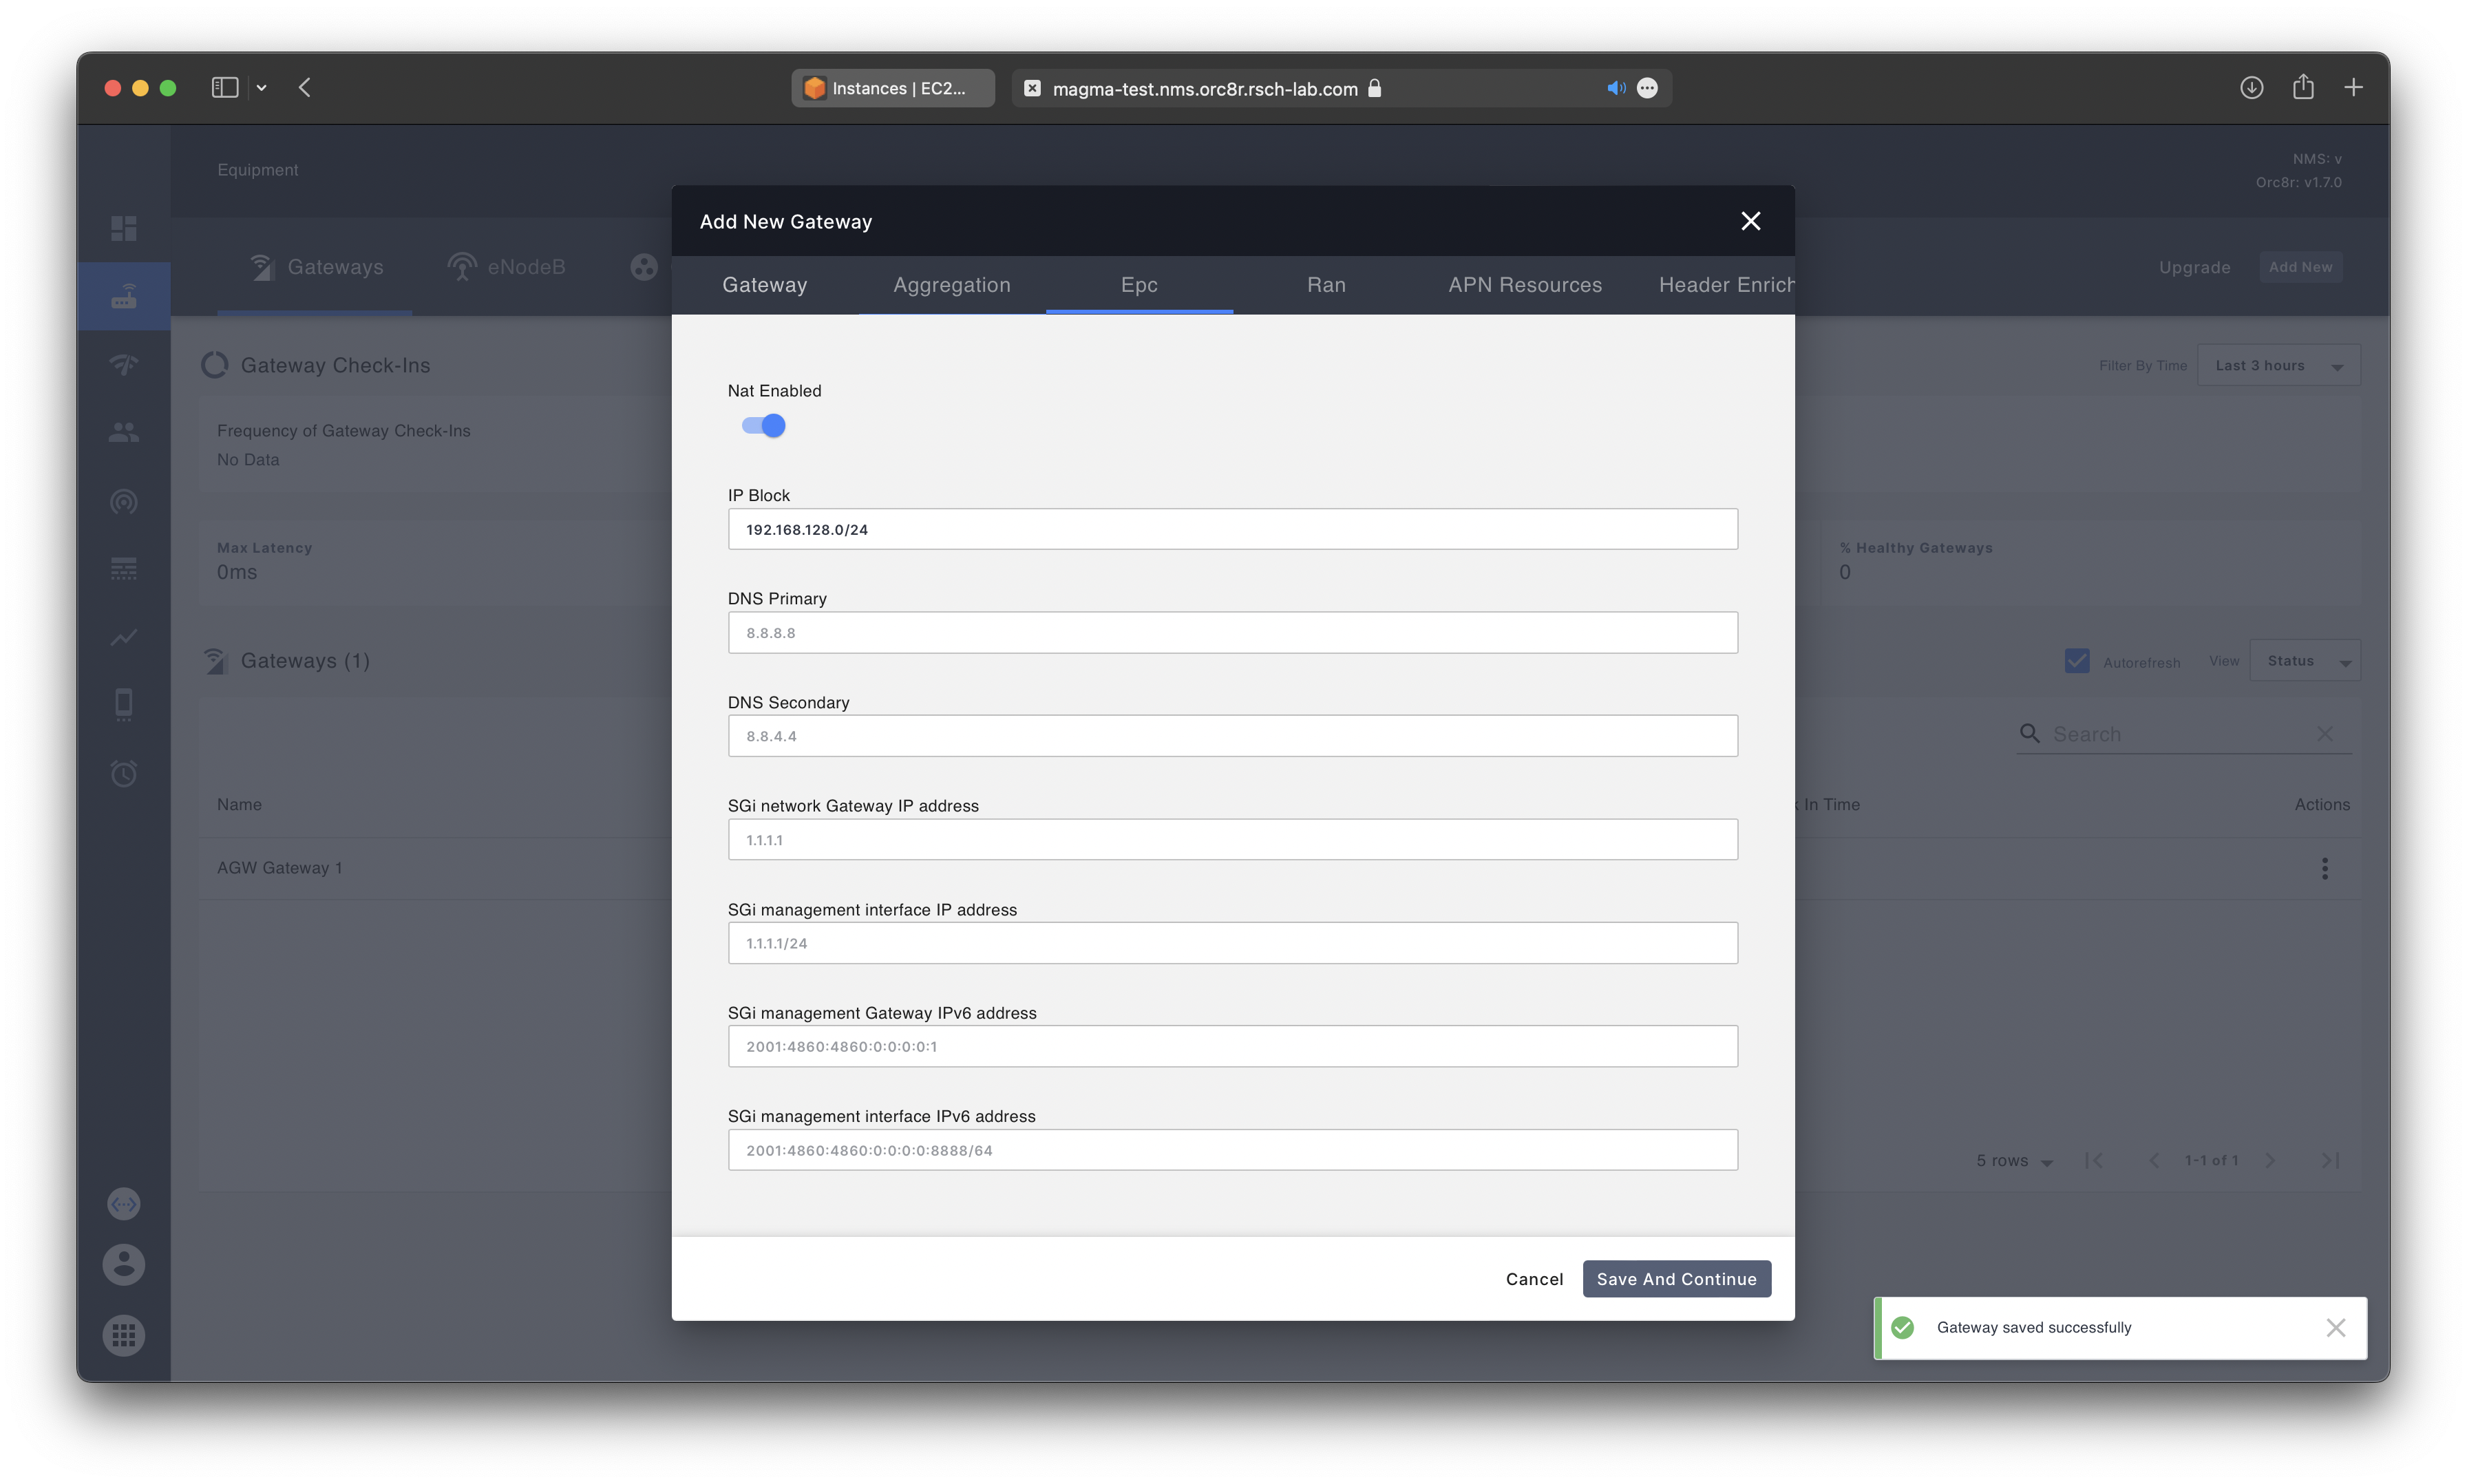 Instances | EC2...
magma-test.nms.orc8r.rsch-lab.com
Equipment
NMS: v
Orc8r: v1.7.0
Gateways
eNodeB
Upgrade
Add New
Add New Gateway
Gateway
Aggregation
Epc
Ran
APN Resources
Header Enrich
Gateway Check-Ins
Filter By Time
Last 3 hours
Frequency of Gateway Check-Ins
No Data
Max Latency
0ms
% Healthy Gateways
0
Gateways (1)
Autorefresh
View
Status
Search
Name
k In Time
Actions
AGW Gateway 1
5 rows
1-1 of 1
Nat Enabled
IP Block
192.168.128.0/24
DNS Primary
8.8.8.8
DNS Secondary
8.8.4.4
SGi network Gateway IP address
1.1.1.1
SGi management interface IP address
1.1.1.1/24
SGi management Gateway IPv6 address
2001:4860:4860:0:0:0:0:1
SGi management interface IPv6 address
2001:4860:4860:0:0:0:0:8888/64
Cancel
Save And Continue
Gateway saved successfully